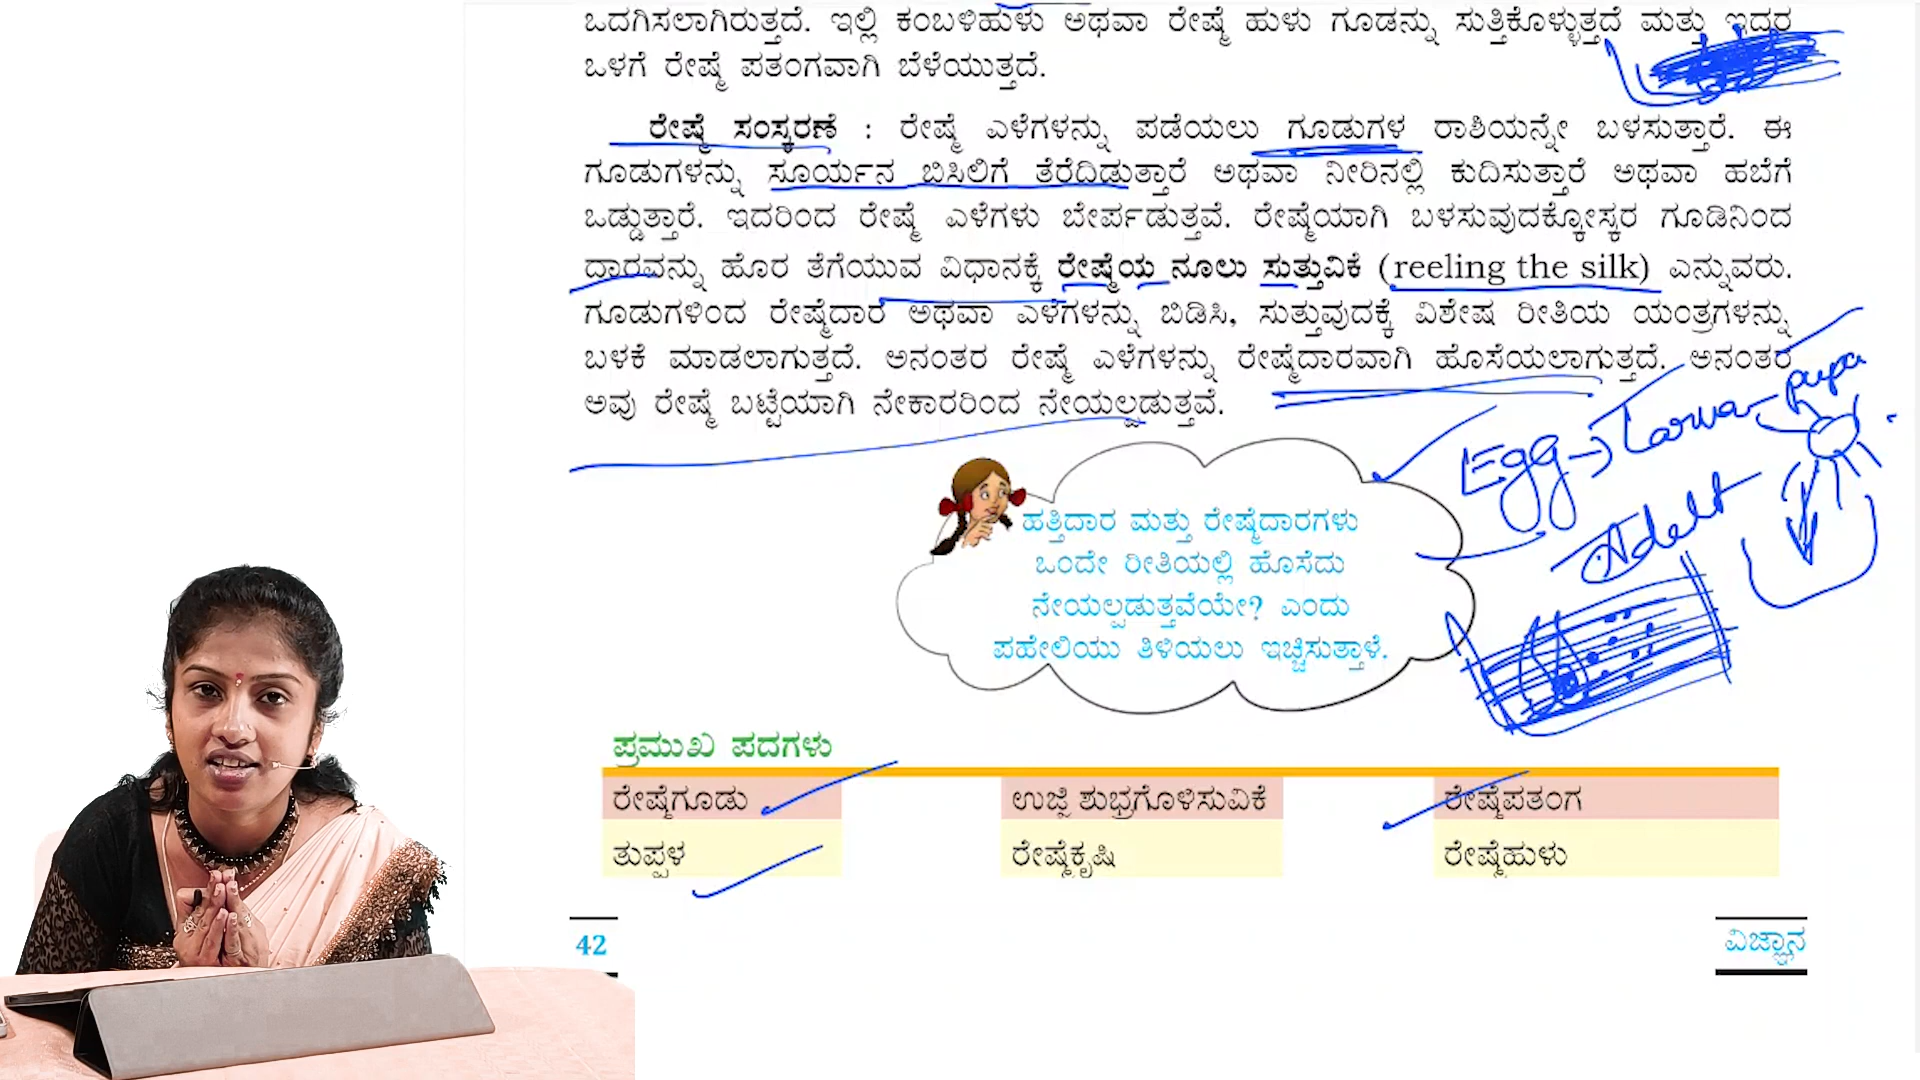 ಒದಗಿಸಲಾಗಿರುತ್ತದೆ. ಇಲ್ಲಿ ಕಂಬಳಿಹುಳು ಅಥವಾ ರೇಷ್ಮೆ ಹುಳು ಗೂಡನ್ನು ಸುತ್ತಿಕೊಳ್ಳುತ್ತದೆ ಮತ್ತು ಇದರ
ಒಳಗೆ ರೇಷ್ಮೆ ಪತಂಗವಾಗಿ ಬೆಳೆಯುತ್ತದೆ.
ರೇಷ್ಮೆ ಸಂಸ್ಕರಣೆ : ರೇಷ್ಮೆ ಎಳೆಗಳನ್ನು ಪಡೆಯಲು ಗೂಡುಗಳ ರಾಶಿಯನ್ನೇ ಬಳಸುತ್ತಾರೆ. ಈ
ಗೂಡುಗಳನ್ನು ಸೂರ್ಯನ ಬಿಸಿಲಿಗೆ ತೆರೆದಿಡುತ್ತಾರೆ ಅಥವಾ ನೀರಿನಲ್ಲಿ ಕುದಿಸುತ್ತಾರೆ ಅಥವಾ ಹಬೆಗೆ
ಒಡ್ಡುತ್ತಾರೆ. ಇದರಿಂದ ರೇಷ್ಮೆ ಎಳೆಗಳು ಬೇರ್ಪಡುತ್ತವೆ. ರೇಷ್ಮೆಯಾಗಿ ಬಳಸುವುದಕ್ಕೋಸ್ಕರ ಗೂಡಿನಿಂದ
ದಾರವನ್ನು ಹೊರ ತೆಗೆಯುವ ವಿಧಾನಕ್ಕೆ ರೇಷ್ಮೆಯ ನೂಲು ಸುತ್ತುವಿಕೆ (reeling the silk) ಎನ್ನುವರು.
ಗೂಡುಗಳಿಂದ ರೇಷ್ಮೆದಾರ ಅಥವಾ ಎಳೆಗಳನ್ನು ಬಿಡಿಸಿ, ಸುತ್ತುವುದಕ್ಕೆ ವಿಶೇಷ ರೀತಿಯ ಯಂತ್ರಗಳನ್ನು
ಬಳಕೆ ಮಾಡಲಾಗುತ್ತದೆ. ಅನಂತರ ರೇಷ್ಮೆ ಎಳೆಗಳನ್ನು ರೇಷ್ಮೆದಾರವಾಗಿ ಹೊಸೆಯಲಾಗುತ್ತದೆ. ಅನಂತರ
ಅವು ರೇಷ್ಮೆ ಬಟ್ಟೆಯಾಗಿ ನೇಕಾರರಿಂದ ನೇಯಲ್ಪಡುತ್ತವೆ.
Egg → Larva - pupa
Adelt
ಹತ್ತಿದಾರ ಮತ್ತು ರೇಷ್ಮೆದಾರಗಳು
ಒಂದೇ ರೀತಿಯಲ್ಲಿ ಹೊಸೆದು
ನೇಯಲ್ಪಡುತ್ತವೆಯೇ? ಎಂದು
ಪಹೇಲಿಯು ತಿಳಿಯಲು ಇಚ್ಚಿಸುತ್ತಾಳೆ.
ಪ್ರಮುಖ ಪದಗಳು
ರೇಷ್ಮೆಗೂಡು ಉಜ್ಜಿ ಶುಭ್ರಗೊಳಿಸುವಿಕೆ ರೇಷ್ಮೆಪತಂಗ
ತುಪ್ಪಳ ರೇಷ್ಮೆಕೃಷಿ ರೇಷ್ಮೆಹುಳು
42 ವಿಜ್ಞಾನ